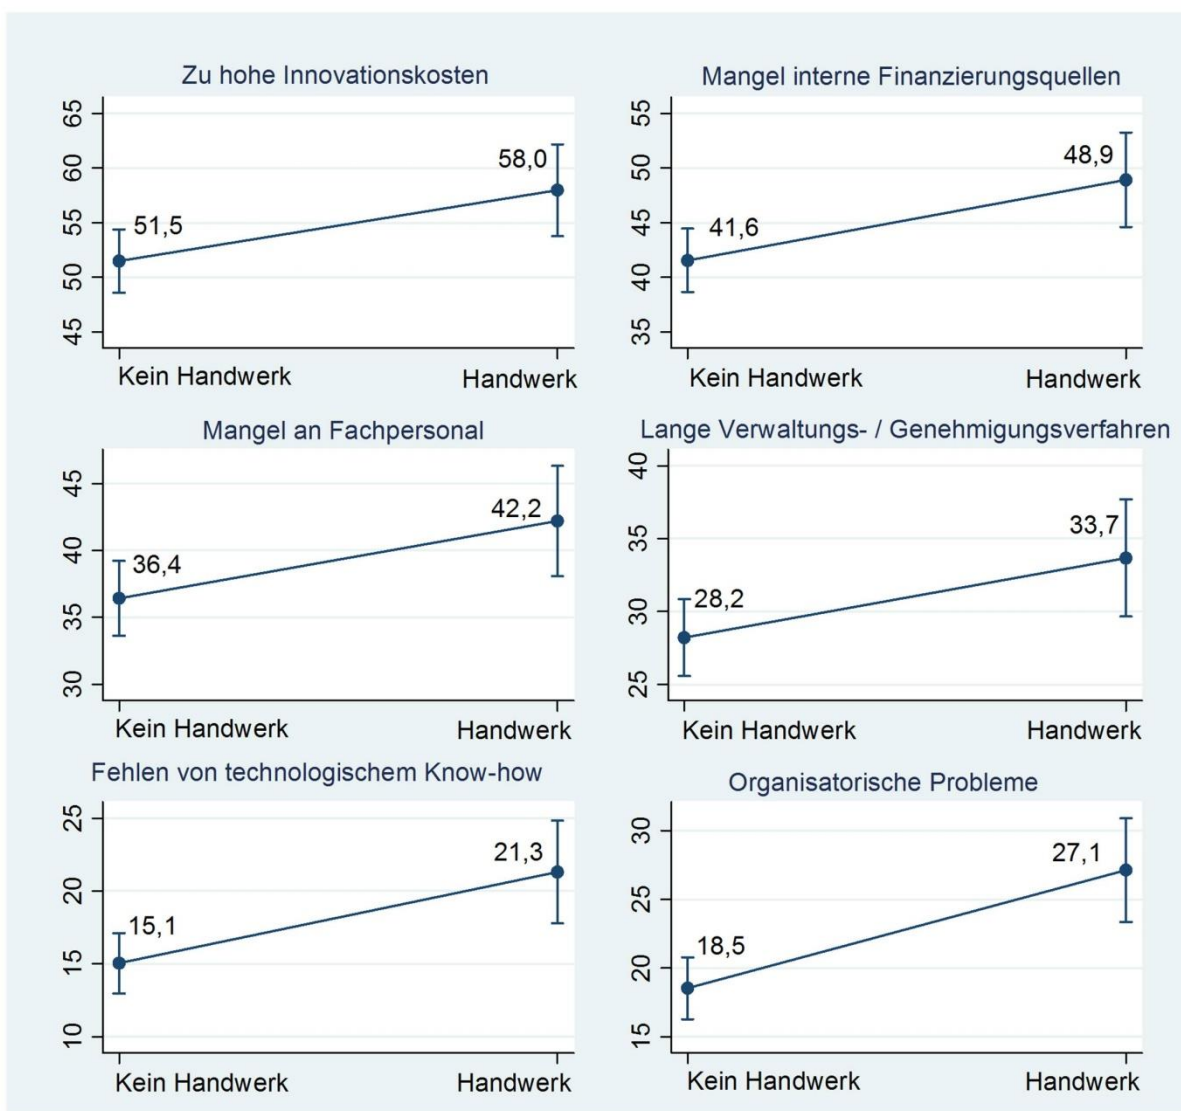 Zu hohe Innovationskosten
65
60
55
50
45
51,5
58,0
Kein Handwerk
Handwerk
Mangel interne Finanzierungsquellen
55
50
45
40
35
41,6
48,9
Kein Handwerk
Handwerk
Mangel an Fachpersonal
45
40
35
30
36,4
42,2
Kein Handwerk
Handwerk
Lange Verwaltungs- / Genehmigungsverfahren
40
35
30
25
28,2
33,7
Kein Handwerk
Handwerk
Fehlen von technologischem Know-how
25
20
15
10
15,1
21,3
Kein Handwerk
Handwerk
Organisatorische Probleme
30
25
20
15
18,5
27,1
Kein Handwerk
Handwerk